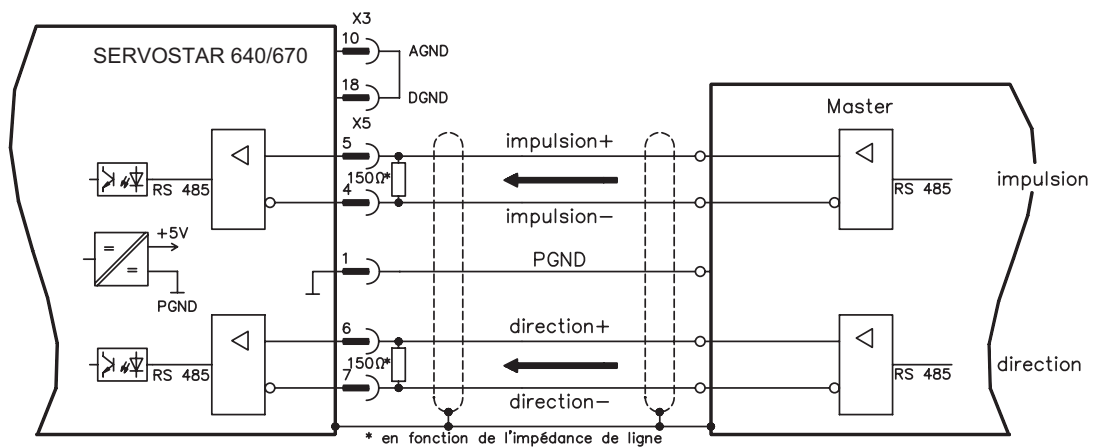 X3
SERVOSTAR 640/670
10
AGND
18
DGND
X5
Master
5
impulsion+
150Ω*
RS 485
RS 485
impulsion
4
impulsion−
+5V
=
=
1
PGND
PGND
6
direction+
150Ω*
RS 485
RS 485
direction
7
direction−
* en fonction de l'impédance de ligne